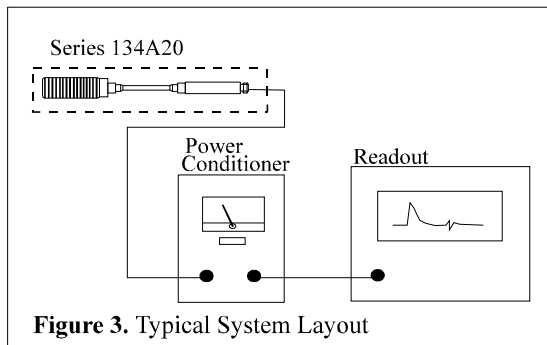 Series 134A20
Power
Conditioner
Readout
Figure 3. Typical System Layout